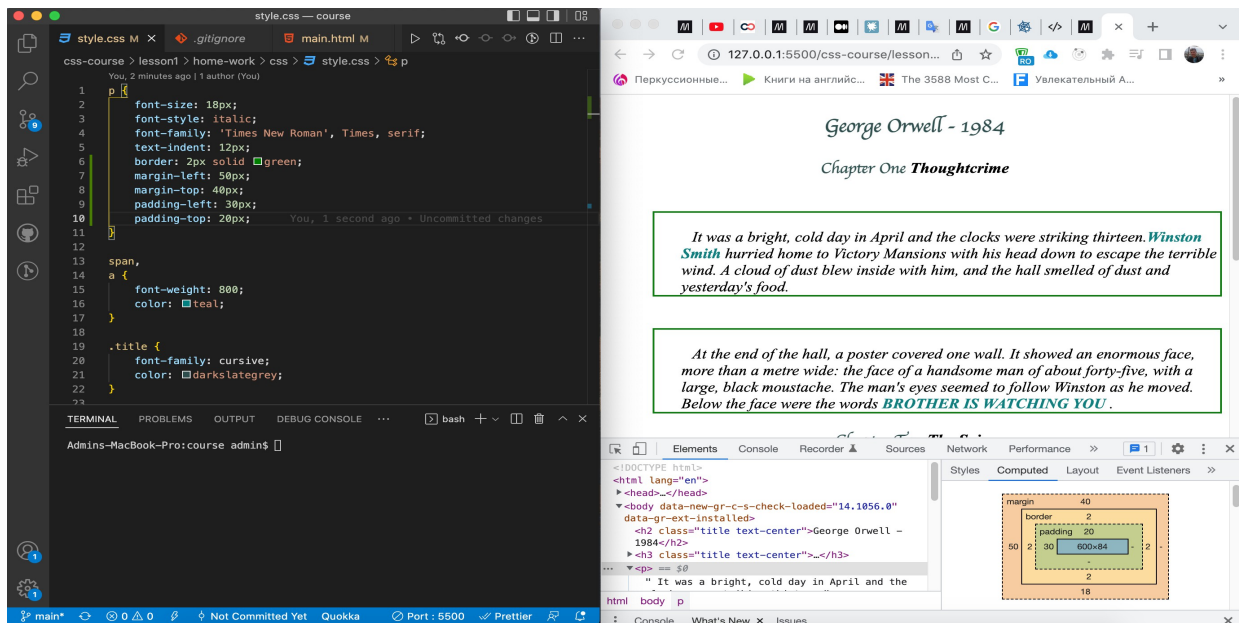 style.css — course
style.css M
.gitignore
main.html M
css-course > lesson1 > home-work > css > style.css > p
You, 2 minutes ago | 1 author (You)
1 p {
2 font-size: 18px;
3 font-style: italic;
4 font-family: 'Times New Roman', Times, serif;
5 text-indent: 12px;
6 border: 2px solid green;
7 margin-left: 50px;
8 margin-top: 40px;
9 padding-left: 30px;
10 padding-top: 20px; You, 1 second ago • Uncommitted changes
11 }
12
13 span,
14 a {
15 font-weight: 800;
16 color: teal;
17 }
18
19 .title {
20 font-family: cursive;
21 color: darkslategrey;
22 }
23
TERMINAL PROBLEMS OUTPUT DEBUG CONSOLE ... bash
Admins-MacBook-Pro:course admin$
9
1
1
main* 0 0 Not Committed Yet Quokka Port : 5500 Prettier
127.0.0.1:5500/css-course/lesson...
RO
Перкуссионные... Книги на английс... The 3588 Most C... Увлекательный А... »
George Orwell - 1984
Chapter One Thoughtcrime
It was a bright, cold day in April and the clocks were striking thirteen.Winston
Smith hurried home to Victory Mansions with his head down to escape the terrible
wind. A cloud of dust blew inside with him, and the hall smelled of dust and
yesterday's food.
At the end of the hall, a poster covered one wall. It showed an enormous face,
more than a metre wide: the face of a handsome man of about forty-five, with a
large, black moustache. The man's eyes seemed to follow Winston as he moved.
Below the face were the words BROTHER IS WATCHING YOU .
Elements Console Recorder Sources Network Performance » 1
<!DOCTYPE html>
<html lang="en">
<head>…</head>
<body data-new-gr-c-s-check-loaded="14.1056.0"
data-gr-ext-installed>
<h2 class="title text-center">George Orwell -
1984</h2>
<h3 class="title text-center">…</h3>
... <p> == $0
" It was a bright, cold day in April and the
html body p
Styles Computed Layout Event Listeners »
margin 40
border 2
padding 20
50 2 30 600×84 - 2 -
-
2
18
Console What's New × Issues